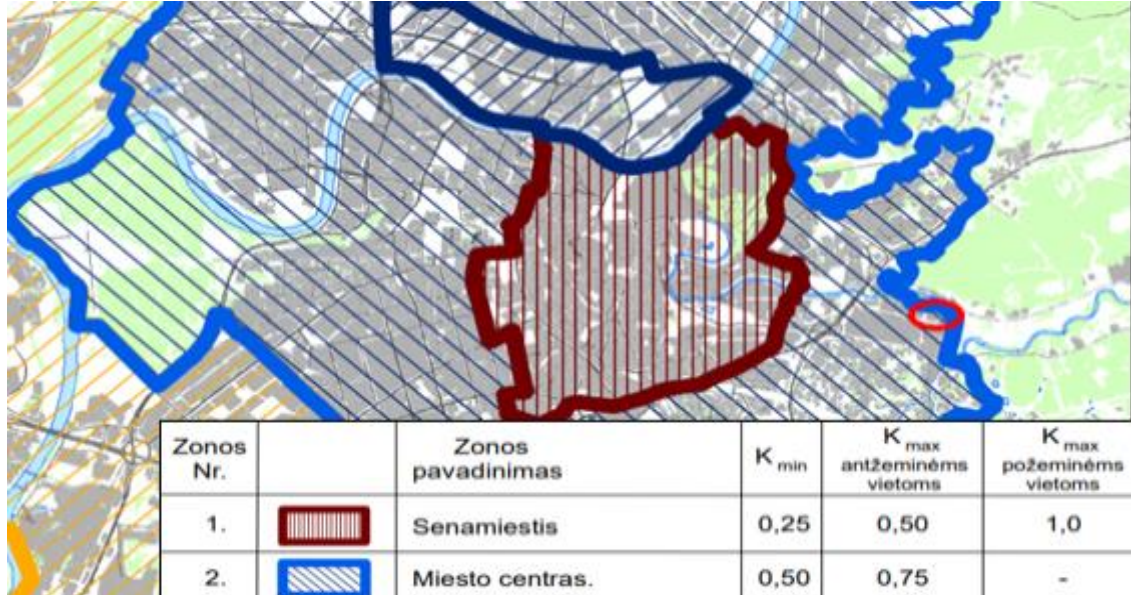 Zonos
Nr.
Zonos
pavadinimas
K min
K max
antžeminėms
vietoms
K max
požeminėms
vietoms
1.
Senamiestis
0,25
0,50
1,0
2.
Miesto centras.
0,50
0,75
-